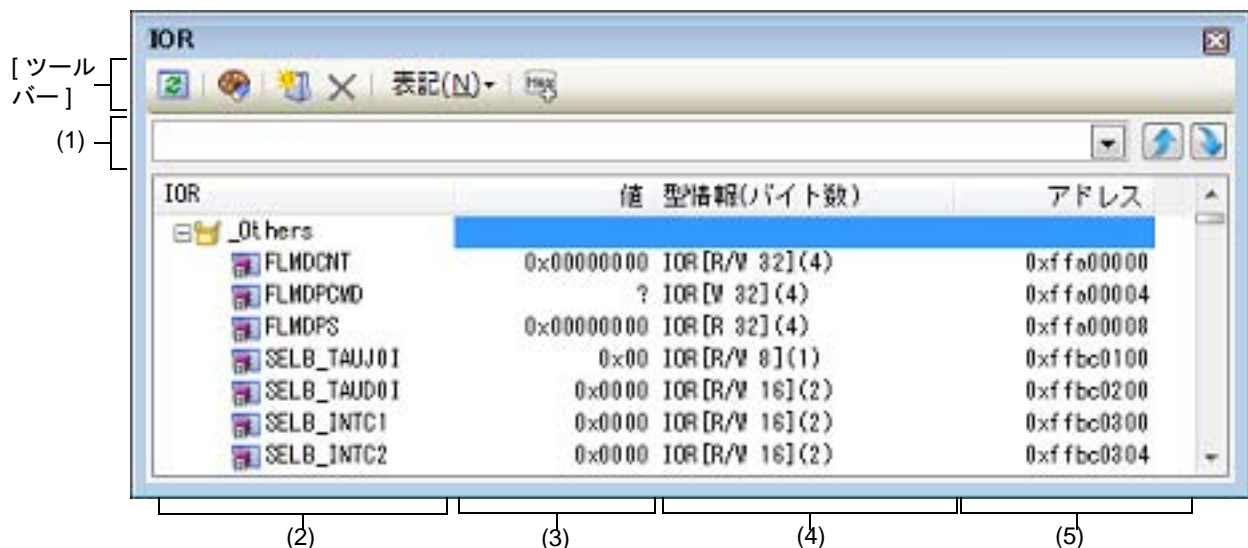 IOR
[ ツール
バー ]
表記(N)
Hex
(1)
IOR 値 型情報(バイト数) アドレス
_Others
FLMDCNT 0x00000000 IOR[R/W 32](4) 0xffa00000
FLMDPCMD ? IOR[W 32](4) 0xffa00004
FLMDPS 0x00000000 IOR[R 32](4) 0xffa00008
SELB_TAUJ0I 0x00 IOR[R/W 8](1) 0xffbc0100
SELB_TAUD0I 0x0000 IOR[R/W 16](2) 0xffbc0200
SELB_INTC1 0x0000 IOR[R/W 16](2) 0xffbc0300
SELB_INTC2 0x0000 IOR[R/W 16](2) 0xffbc0304
(2) (3) (4) (5)